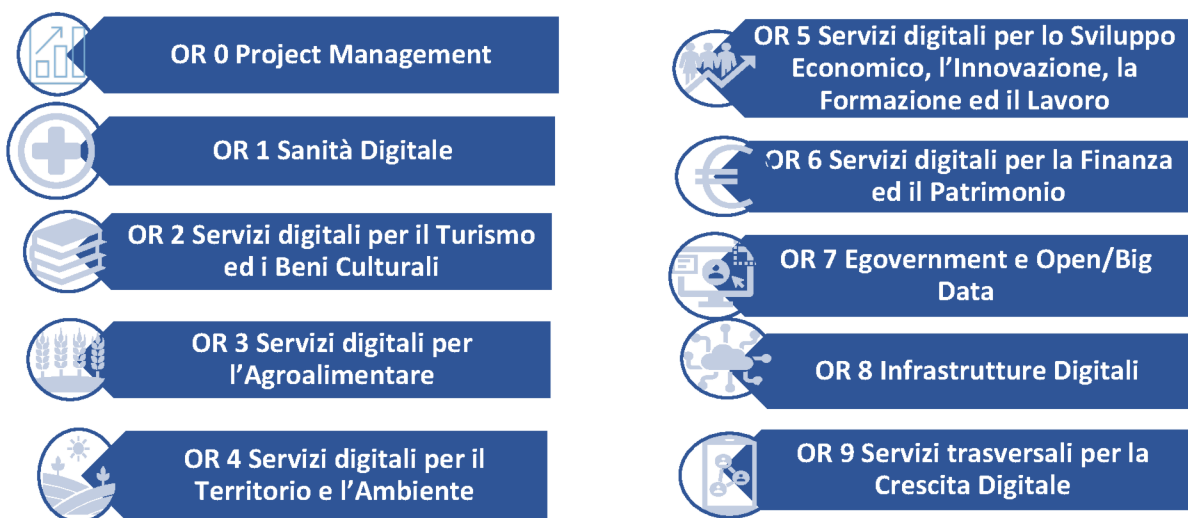 OR 0 Project Management
OR 1 Sanità Digitale
OR 2 Servizi digitali per il Turismo
ed i Beni Culturali
OR 3 Servizi digitali per
l’Agroalimentare
OR 4 Servizi digitali per il
Territorio e l’Ambiente
OR 5 Servizi digitali per lo Sviluppo
Economico, l’Innovazione, la
Formazione ed il Lavoro
OR 6 Servizi digitali per la Finanza
ed il Patrimonio
OR 7 Egovernment e Open/Big
Data
OR 8 Infrastrutture Digitali
OR 9 Servizi trasversali per la
Crescita Digitale